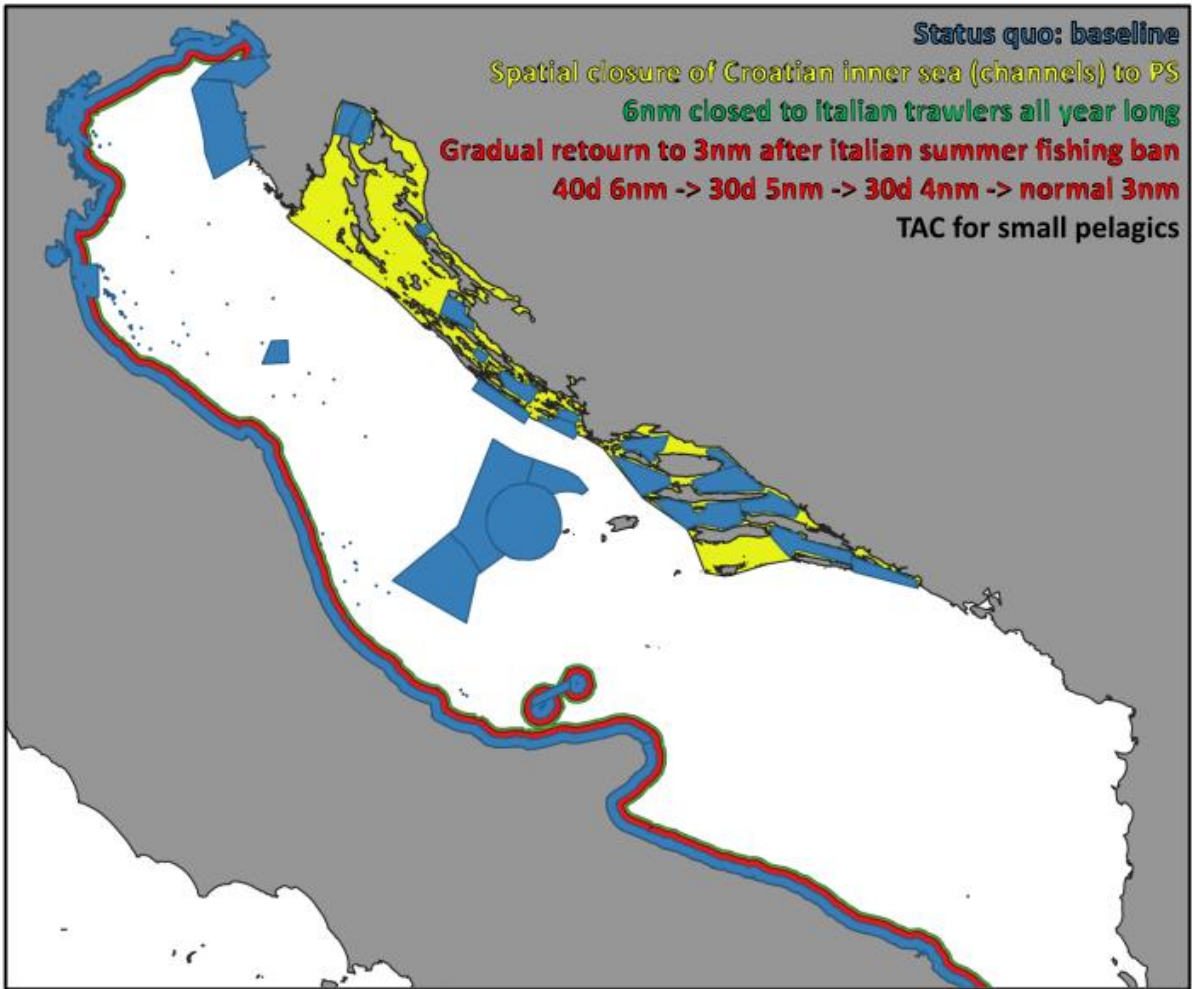 Status quo: baseline
Spatial closure of Croatian inner sea (channels) to PS
6nm closed to italian trawlers all year long
Gradual retourn to 3nm after italian summer fishing ban
40d 6nm -> 30d 5nm -> 30d 4nm -> normal 3nm
TAC for small pelagics